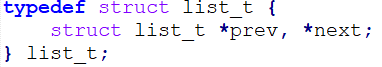 typedef struct list_t {
    struct list_t *prev, *next;
} list_t;